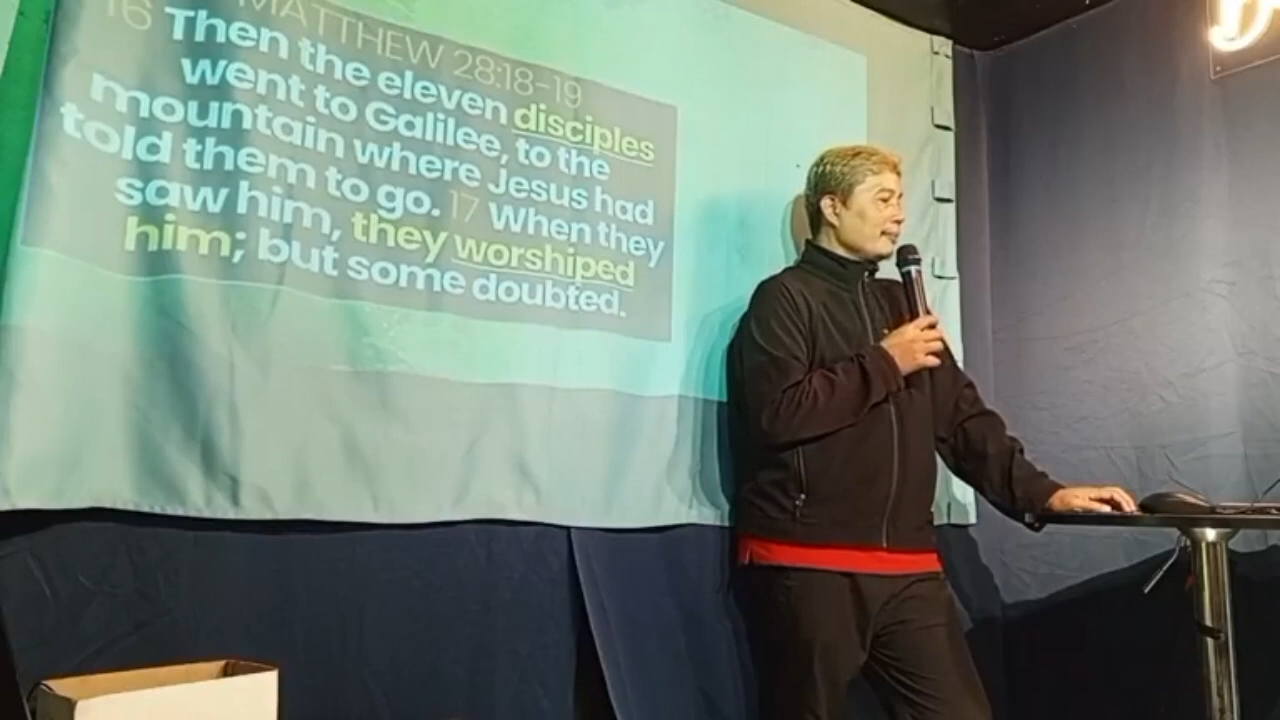 MATTHEW 28:18-19
16 Then the eleven disciples
went to Galilee, to the
mountain where Jesus had
told them to go. 17 When they
saw him, they worshiped
him; but some doubted.